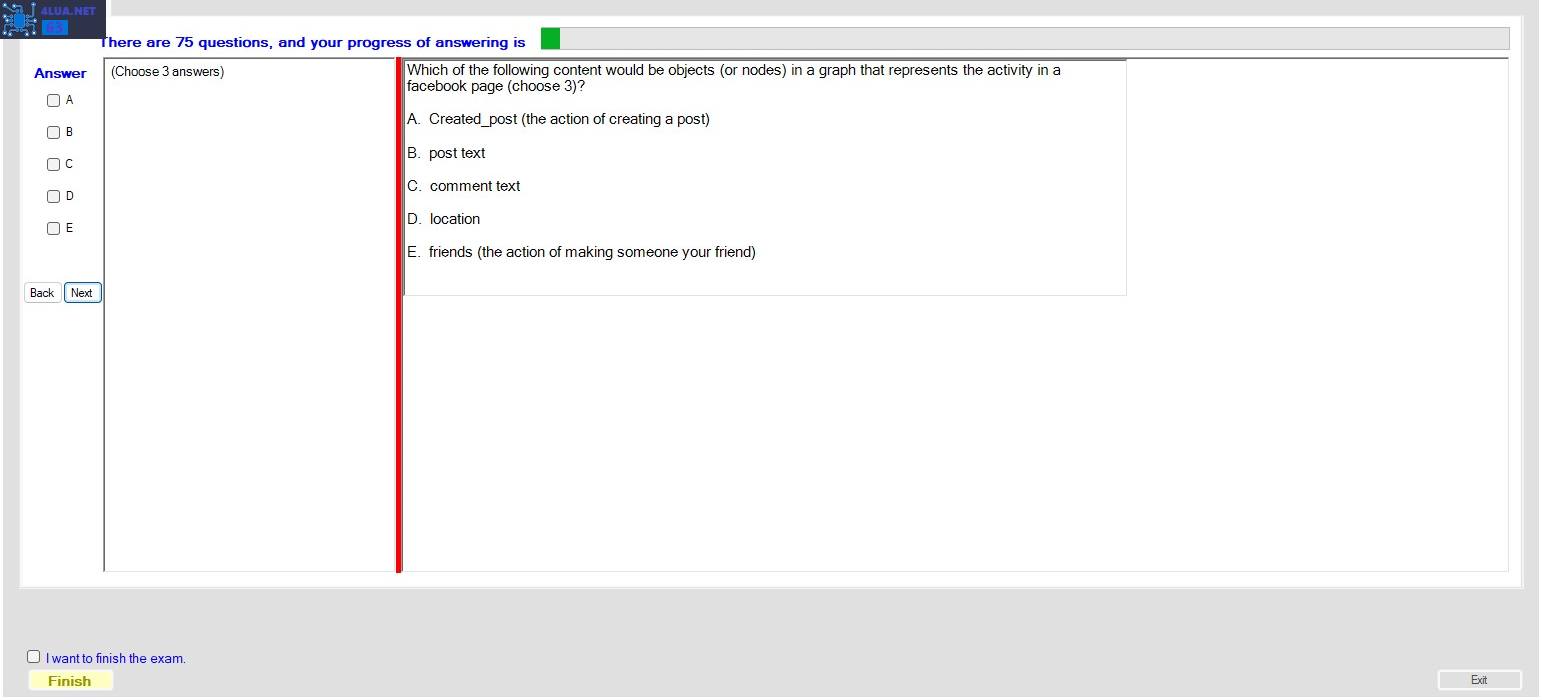 4LUA.NET
63
There are 75 questions, and your progress of answering is
Answer
(Choose 3 answers)
A
B
C
D
E
Back Next
Which of the following content would be objects (or nodes) in a graph that represents the activity in a
facebook page (choose 3)?
A. Created_post (the action of creating a post)
B. post text
C. comment text
D. location
E. friends (the action of making someone your friend)
I want to finish the exam.
Finish
Exit